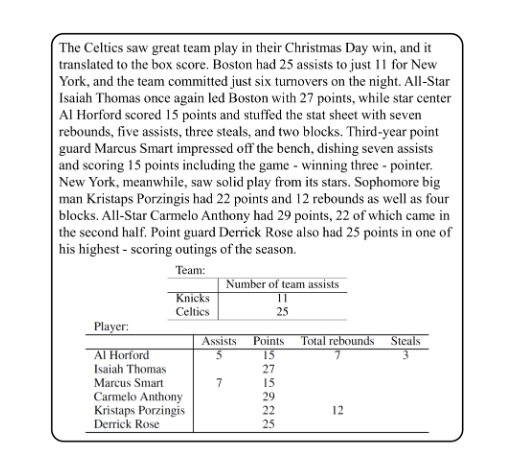 The Celtics saw great team play in their Christmas Day win, and it
translated to the box score. Boston had 25 assists to just 11 for New
York, and the team committed just six turnovers on the night. All-Star
Isaiah Thomas once again led Boston with 27 points, while star center
Al Horford scored 15 points and stuffed the stat sheet with seven
rebounds, five assists, three steals, and two blocks. Third-year point
guard Marcus Smart impressed off the bench, dishing seven assists
and scoring 15 points including the game - winning three - pointer.
New York, meanwhile, saw solid play from its stars. Sophomore big
man Kristaps Porzingis had 22 points and 12 rebounds as well as four
blocks. All-Star Carmelo Anthony had 29 points, 22 of which came in
the second half. Point guard Derrick Rose also had 25 points in one of
his highest - scoring outings of the season.
Team:
Number of team assists
Knicks 11
Celtics 25
Player:
Assists Points Total rebounds Steals
Al Horford 5 15 7 3
Isaiah Thomas 27
Marcus Smart 7 15
Carmelo Anthony 29
Kristaps Porzingis 22 12
Derrick Rose 25